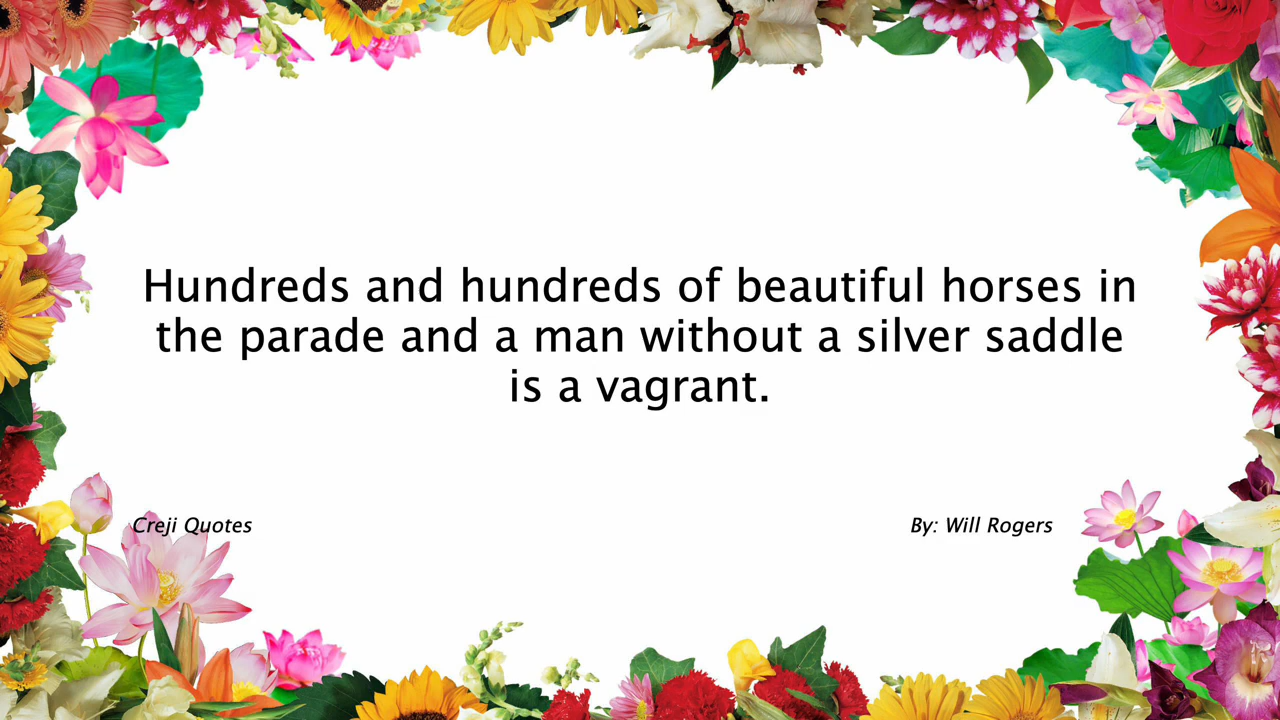 Hundreds and hundreds of beautiful horses in
the parade and a man without a silver saddle
is a vagrant.
Creji Quotes
By: Will Rogers